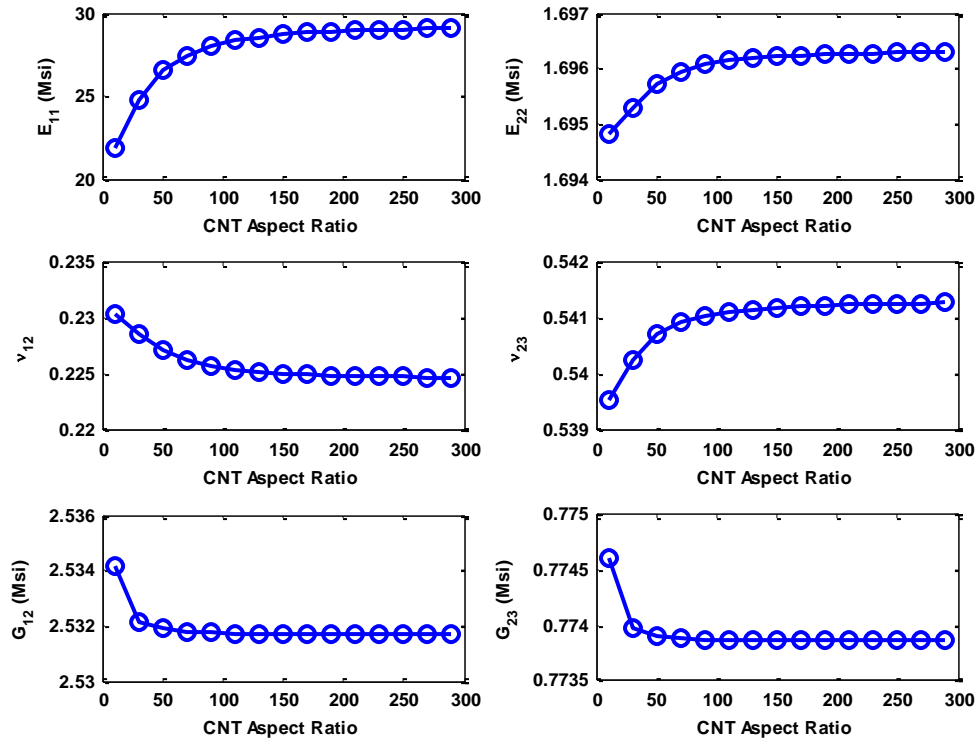 30
25
20
E11 (Msi)
0 50 100 150 200 250 300
CNT Aspect Ratio
1.697
1.696
1.695
1.694
E22 (Msi)
0 50 100 150 200 250 300
CNT Aspect Ratio
0.235
0.23
0.225
0.22
ν12
0 50 100 150 200 250 300
CNT Aspect Ratio
0.542
0.541
0.54
0.539
ν23
0 50 100 150 200 250 300
CNT Aspect Ratio
2.536
2.534
2.532
2.53
G12 (Msi)
0 50 100 150 200 250 300
CNT Aspect Ratio
0.775
0.7745
0.774
0.7735
G23 (Msi)
0 50 100 150 200 250 300
CNT Aspect Ratio